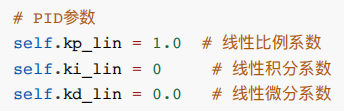 # PID参数
self.kp_lin = 1.0  # 线性比例系数
self.ki_lin = 0    # 线性积分系数
self.kd_lin = 0.0  # 线性微分系数